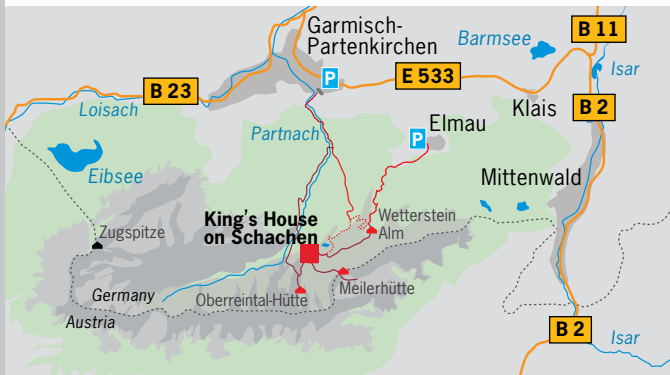 Garmisch-
Partenkirchen
B 11
Barmsee
Isar
P
E 533
B 23
Loisach
Klais
B 2
Partnach
P
Elmau
Eibsee
Mittenwald
King's House
on Schachen
Wetterstein
Alm
Zugspitze
Germany
Oberreintal-Hütte
Meilerhütte
Austria
B 2
Isar